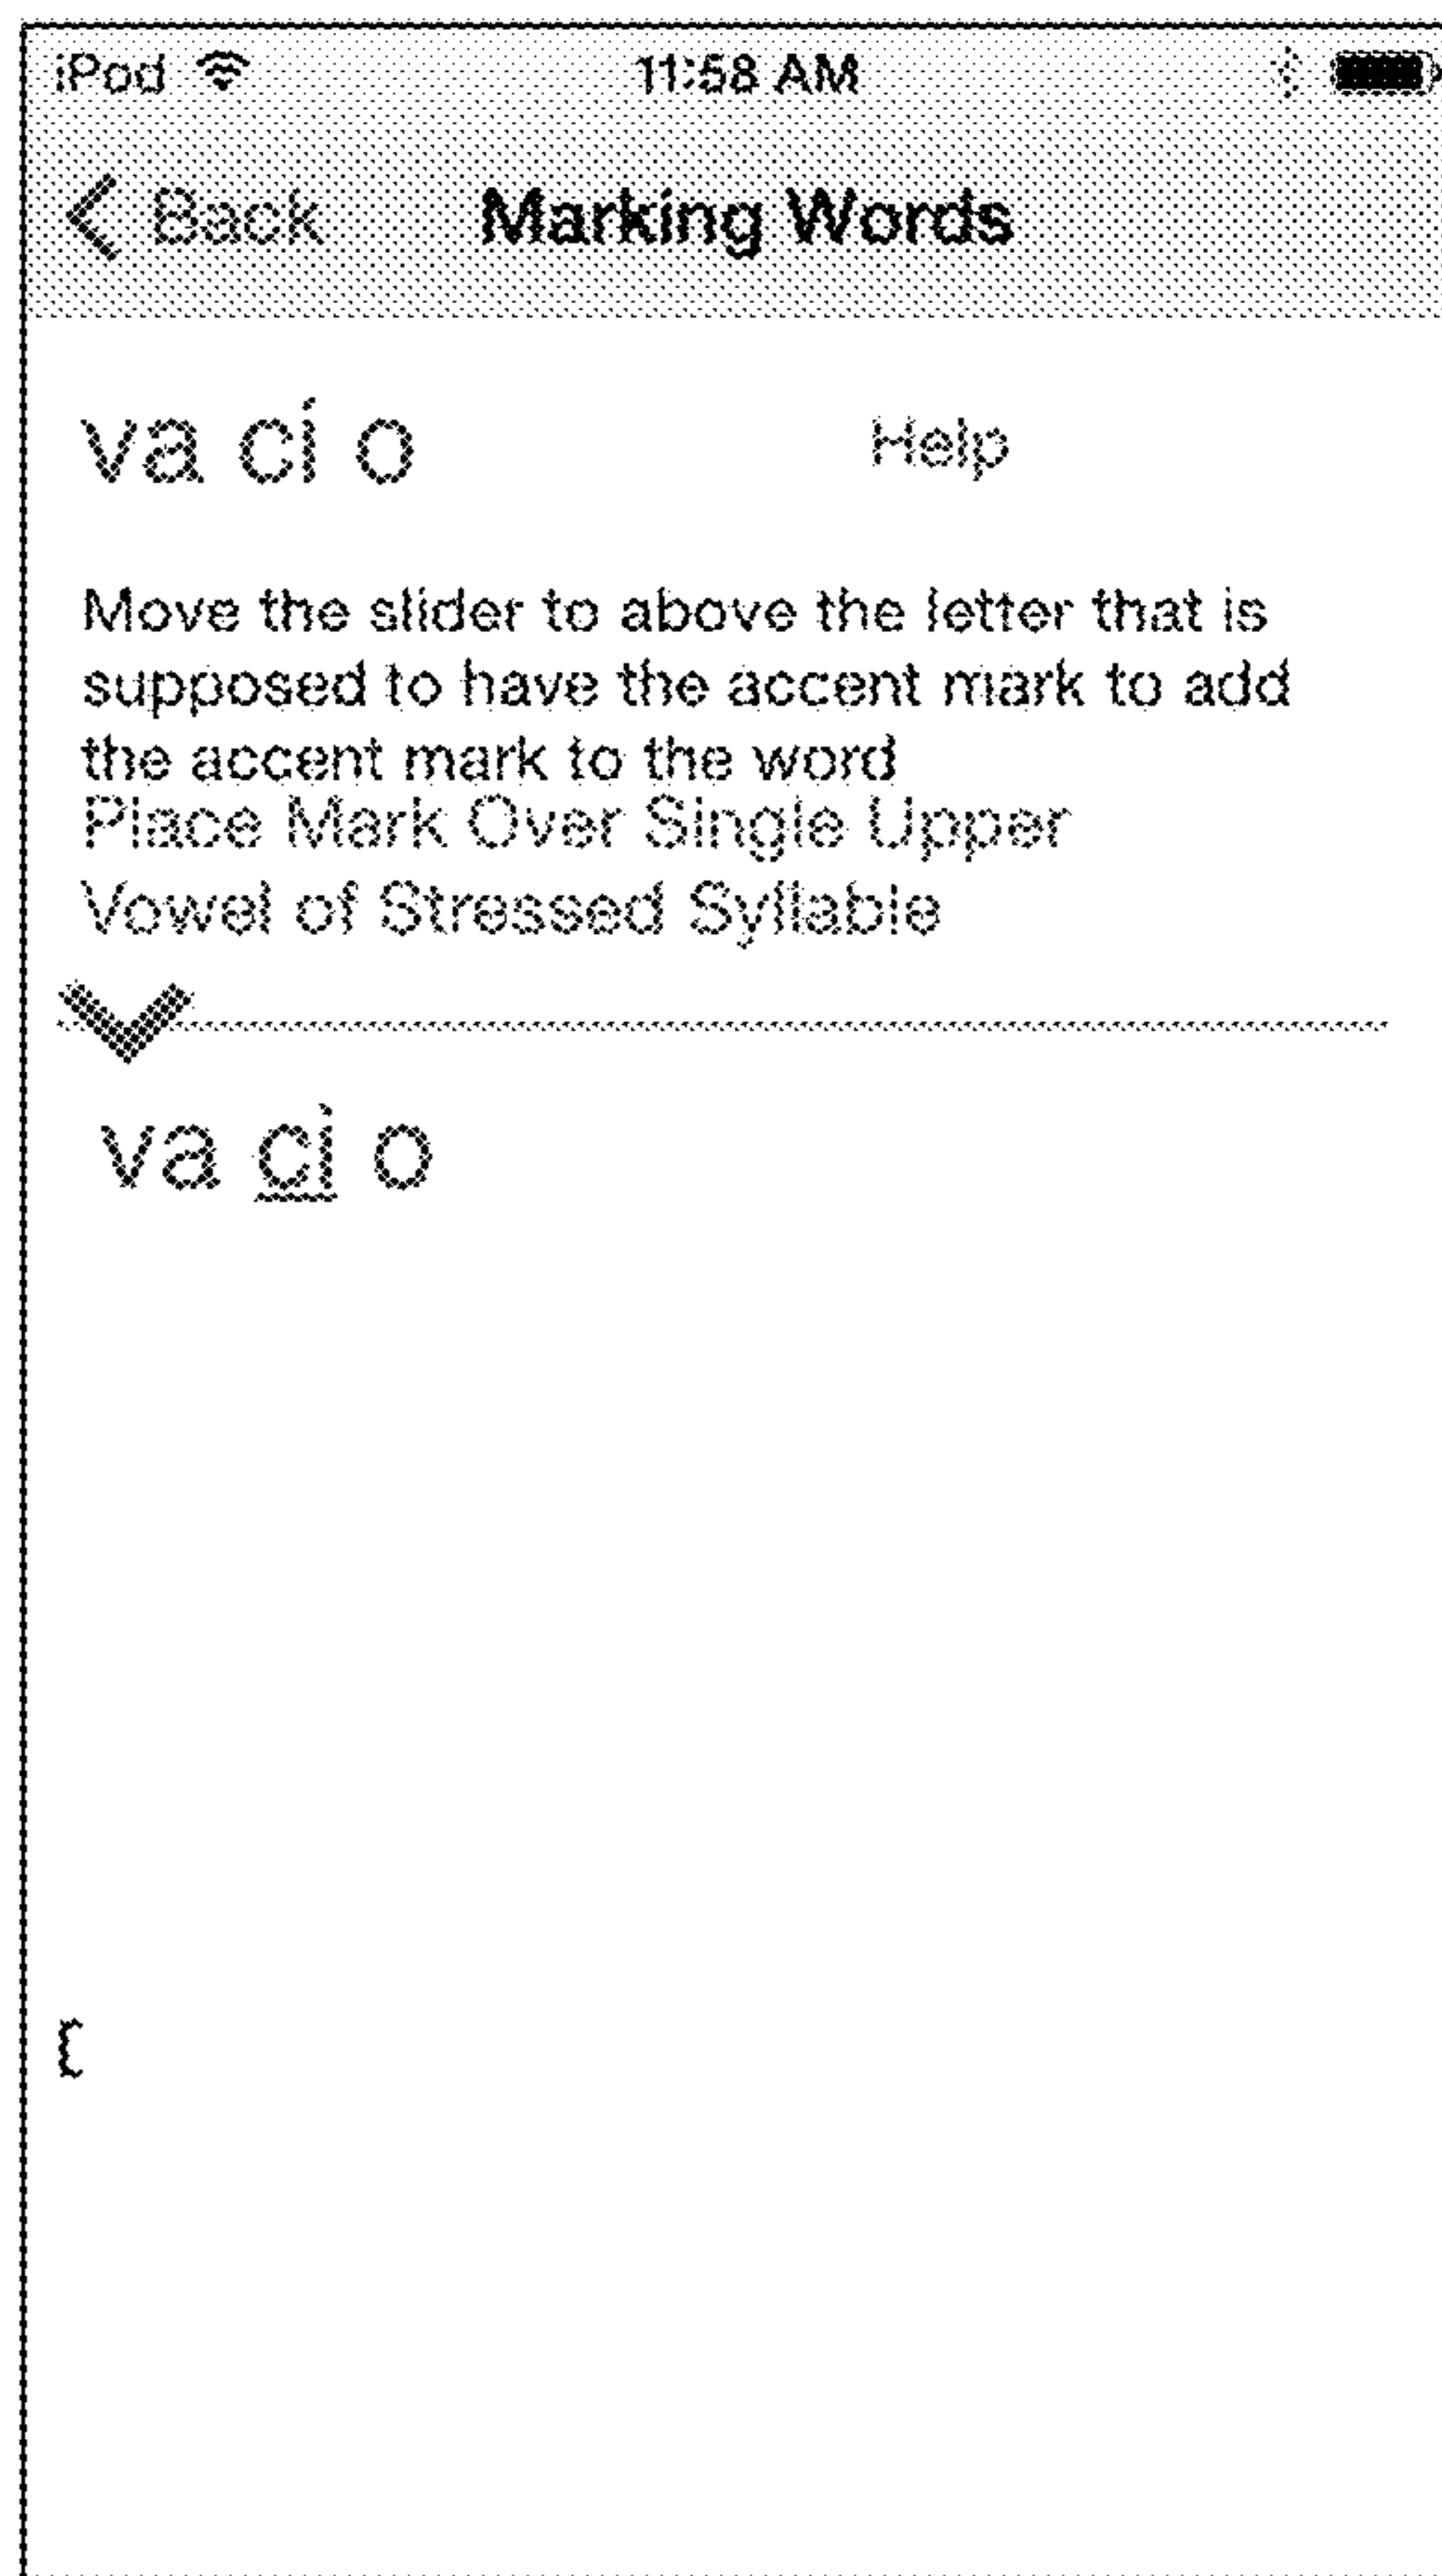 iPod 11:58 AM
Back Marking Words
va cí o Help
Move the slider to above the letter that is
supposed to have the accent mark to add
the accent mark to the word
Place Mark Over Single Upper
Vowel of Stressed Syllable
va cì o
{